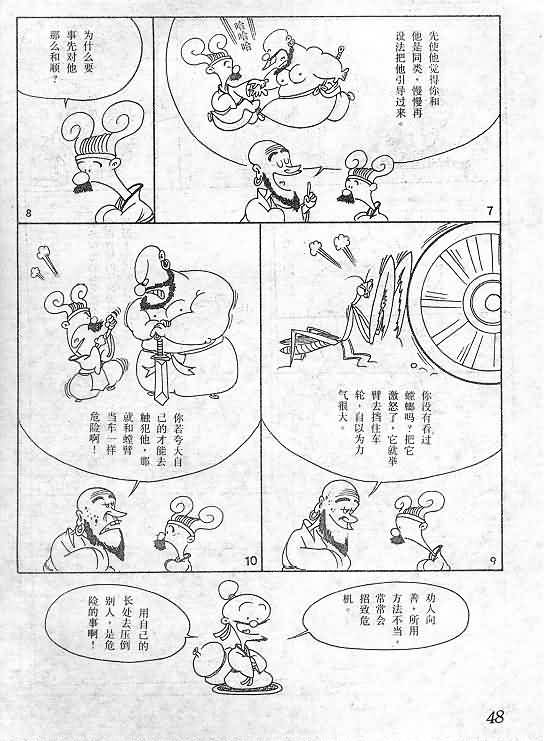 先使他觉得你和
他是同类，慢慢再
设法把他引导过来。
哈哈
哈哈
7
为什么要
事先对他
那么和顺？
8
你没有看过
螳螂吗？把它
激怒了，它就举
臂去挡住车
轮，自以为力
气很大。
9
你若夸大自
己的才能去
触犯他，那
就和螳臂
当车一样
危险啊！
10
劝人向
善，所用
方法不当，
常常会
招致危
机。
用自己的
长处去压倒
别人，是危
险的事啊！
48